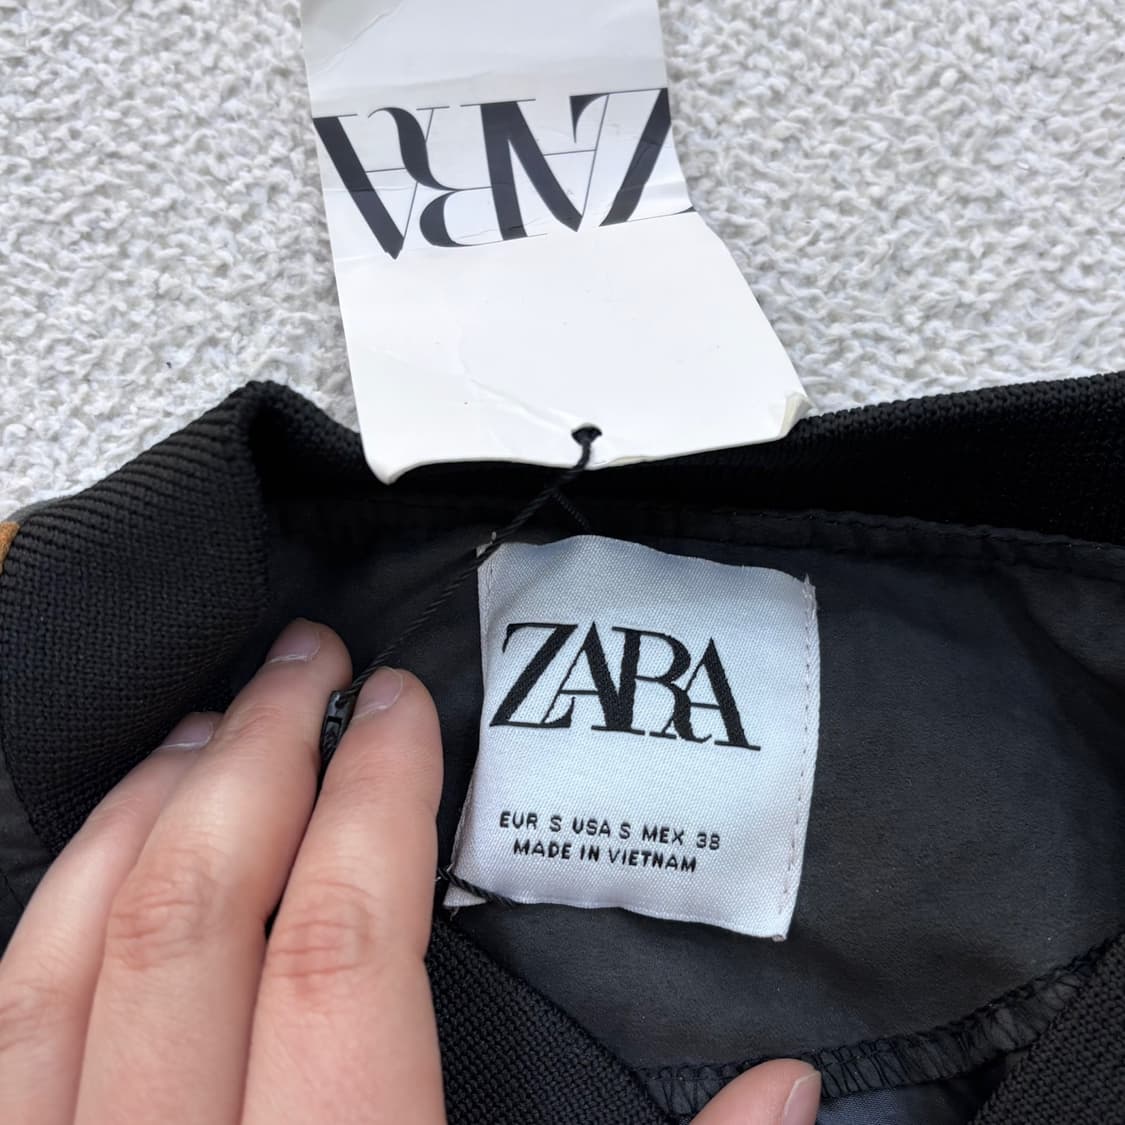 ZARA
ZARA
EUR S USA S MEX 38
MADE IN VIETNAM